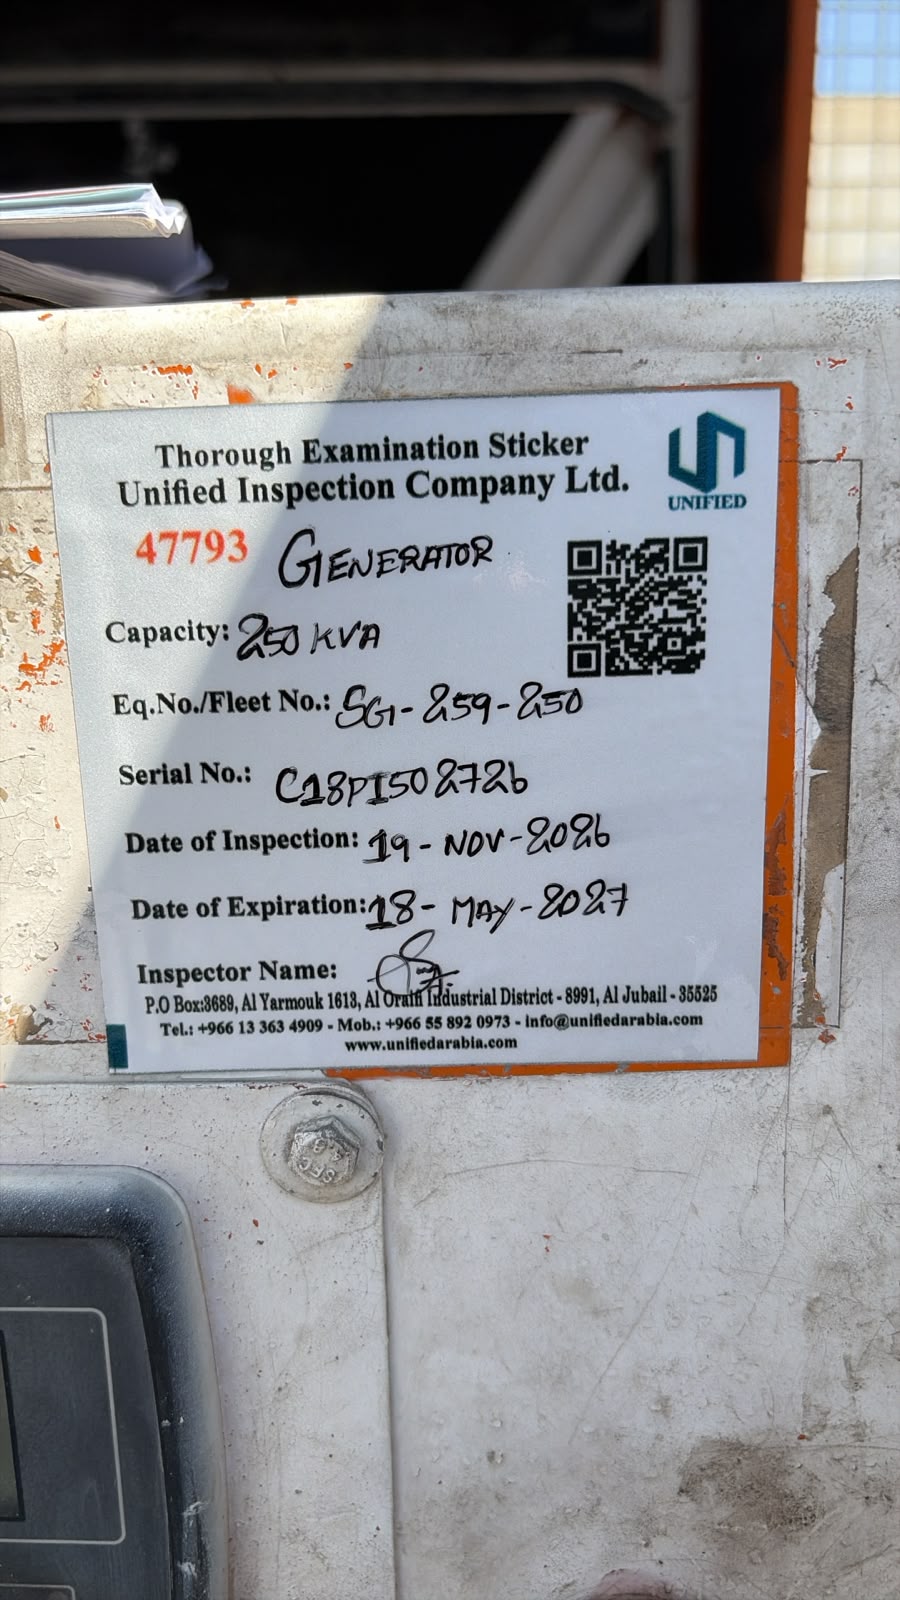 Thorough Examination Sticker
Unified Inspection Company Ltd.
UNIFIED
47793 GENERATOR
Capacity: 250 KVA
Eq.No./Fleet No.: SG1-259-250
Serial No.: C18PI502726
Date of Inspection: 19-NOV-2026
Date of Expiration: 18-MAY-2027
Inspector Name:
P.O Box:3689, Al Yarmouk 1613, Al Orain Industrial District - 8991, Al Jubail - 35525
Tel.: +966 13 363 4909 - Mob.: +966 55 892 0973 - info@unifiedarabia.com
www.unifiedarabia.com